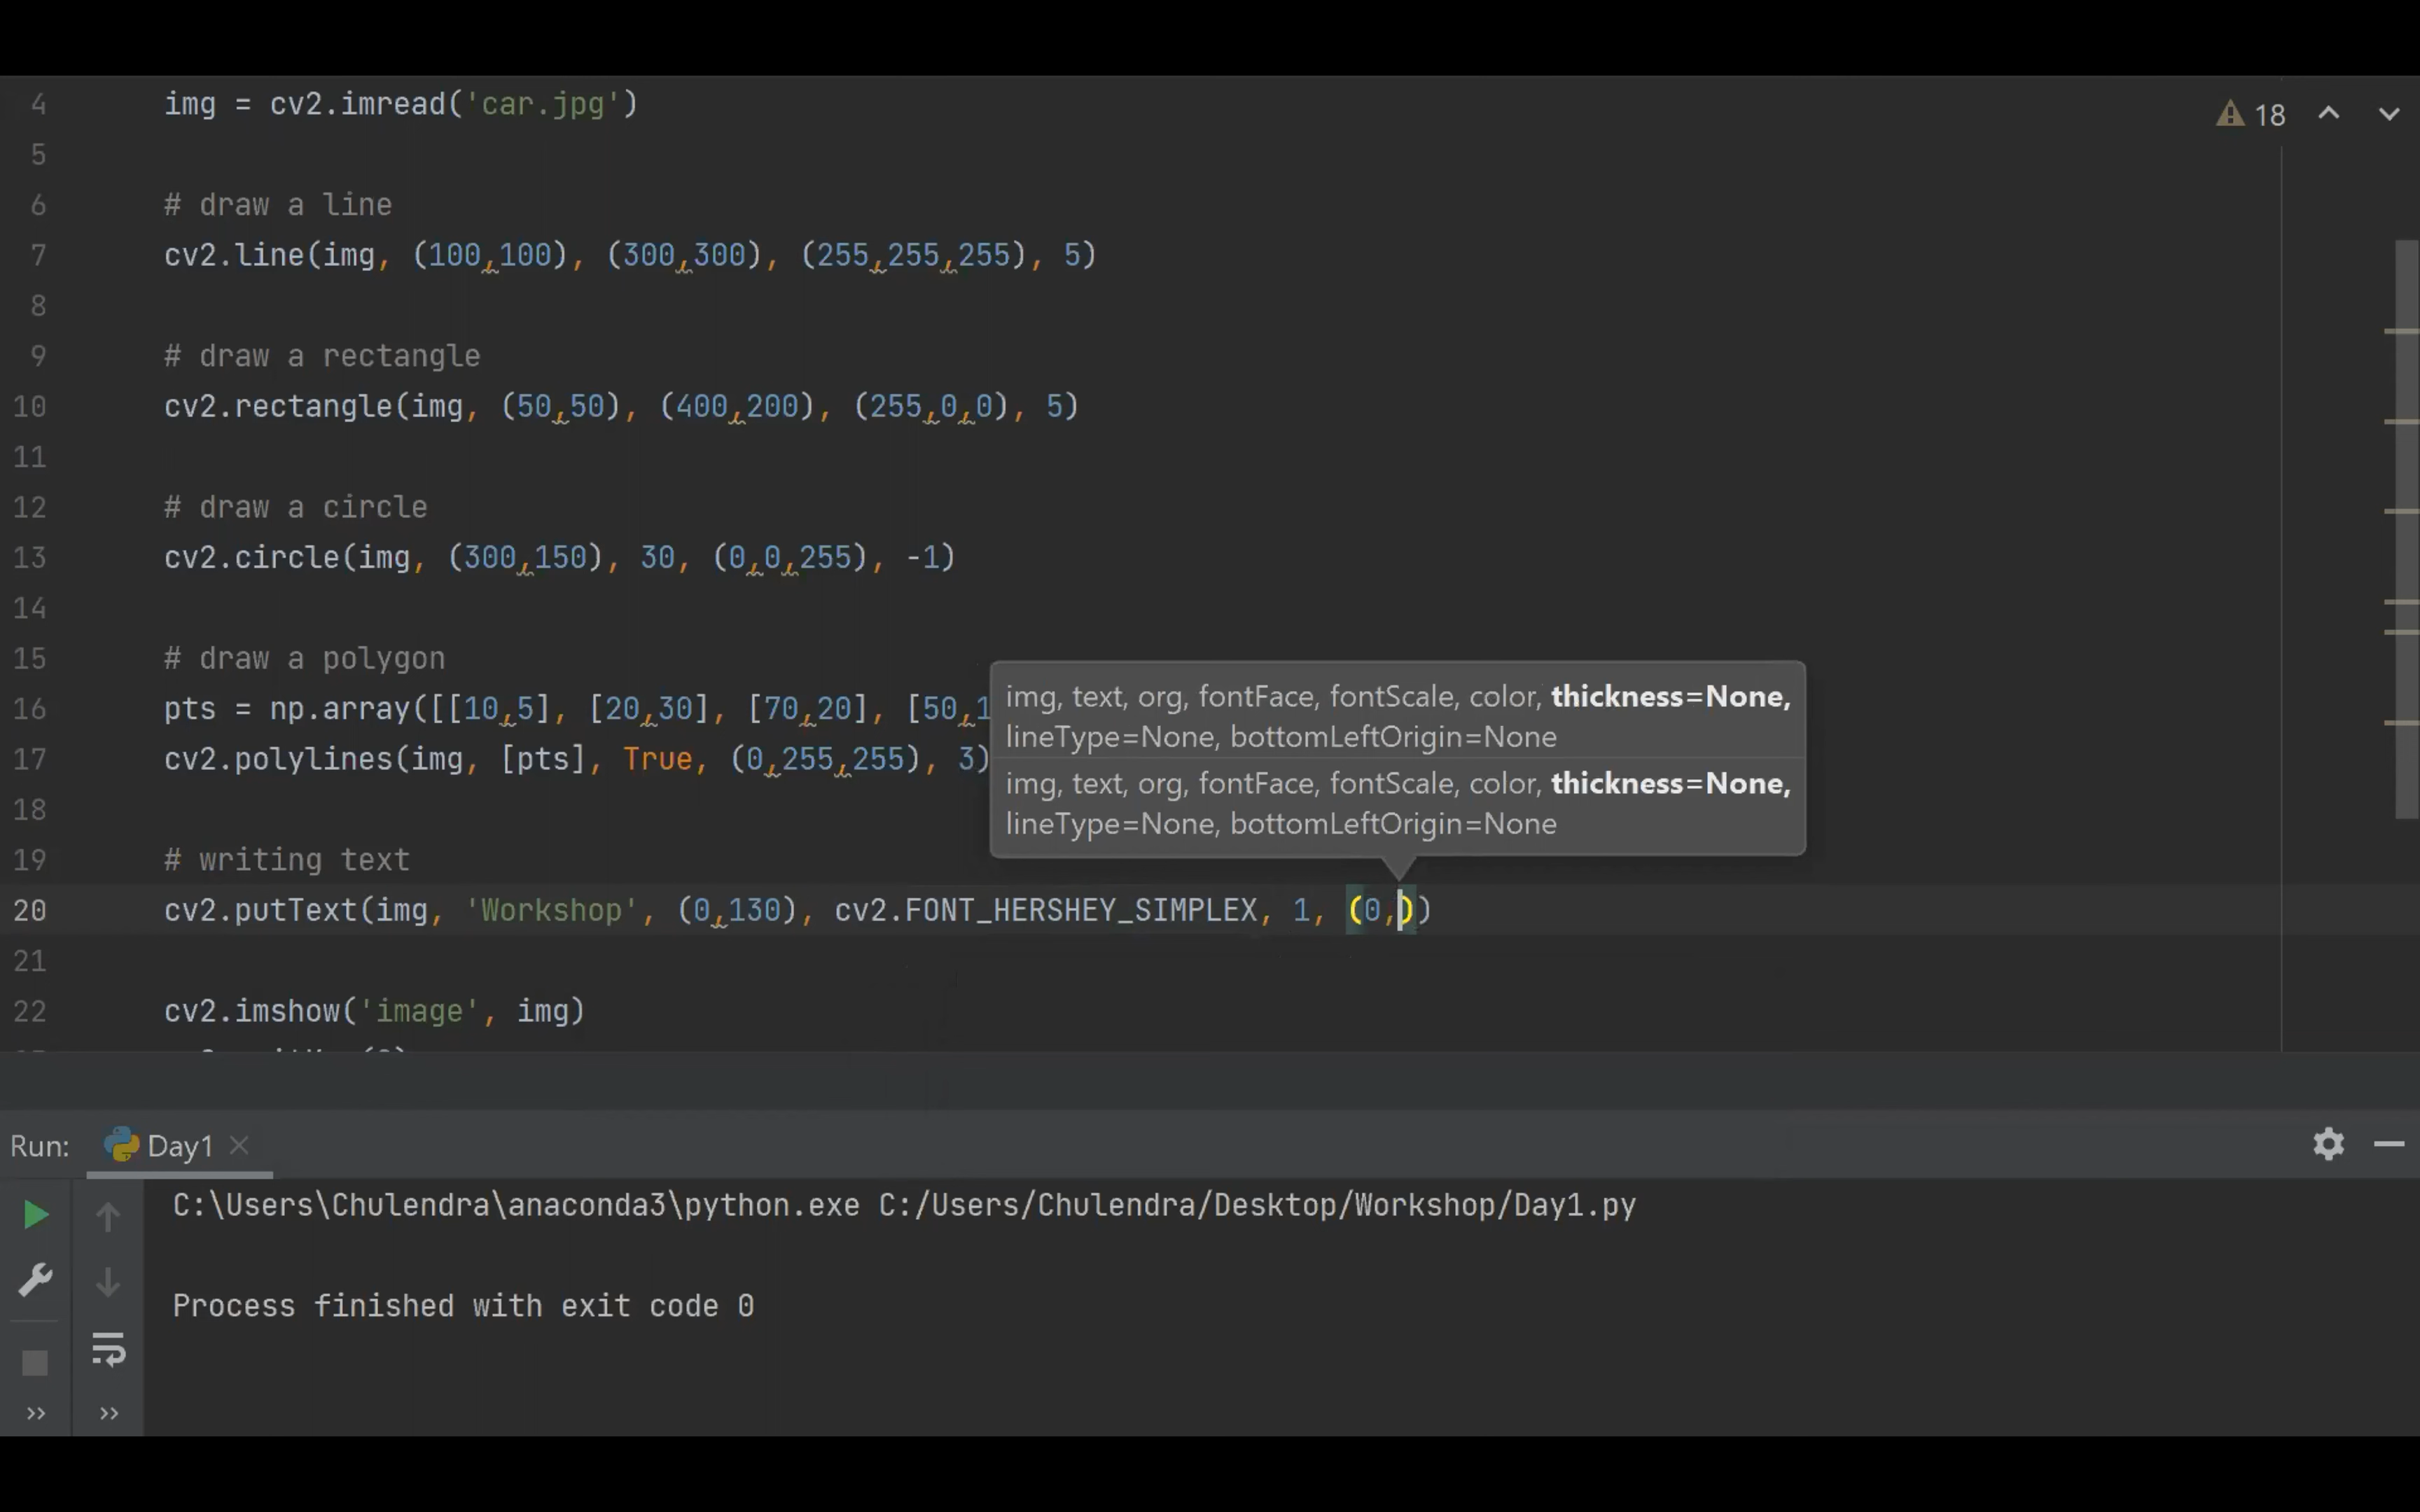 4 img = cv2.imread('car.jpg')
18
5
6 # draw a line
7 cv2.line(img, (100,100), (300,300), (255,255,255), 5)
8
9 # draw a rectangle
10 cv2.rectangle(img, (50,50), (400,200), (255,0,0), 5)
11
12 # draw a circle
13 cv2.circle(img, (300,150), 30, (0,0,255), -1)
14
15 # draw a polygon
16 pts = np.array([[10,5], [20,30], [70,20], [50,1
17 cv2.polylines(img, [pts], True, (0,255,255), 3)
img, text, org, fontFace, fontScale, color, thickness=None,
lineType=None, bottomLeftOrigin=None
img, text, org, fontFace, fontScale, color, thickness=None,
lineType=None, bottomLeftOrigin=None
18
19 # writing text
20 cv2.putText(img, 'Workshop', (0,130), cv2.FONT_HERSHEY_SIMPLEX, 1, (0,))
21
22 cv2.imshow('image', img)
Run: Day1
C:\Users\Chulendra\anaconda3\python.exe C:/Users/Chulendra/Desktop/Workshop/Day1.py
Process finished with exit code 0